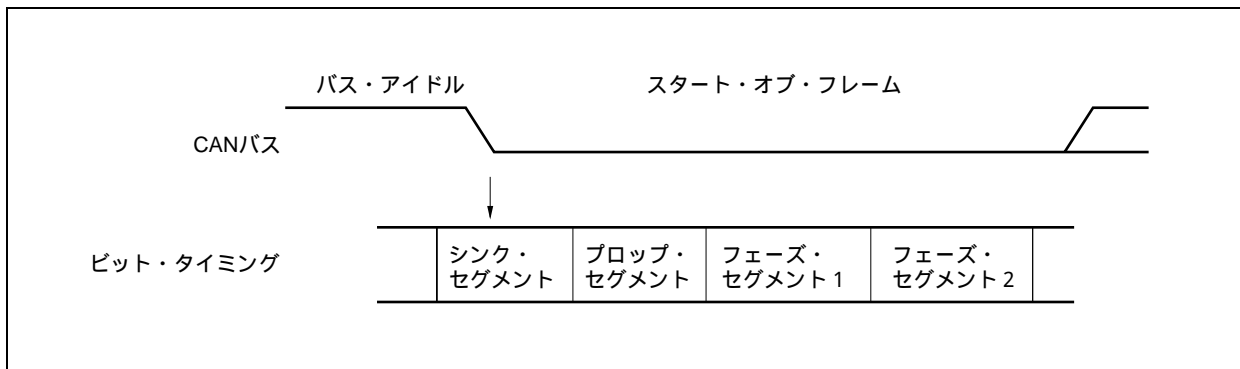 バス・アイドル
スタート・オブ・フレーム
CANバス
ビット・タイミング
シンク・
セグメント
プロップ・
セグメント
フェーズ・
セグメント1
フェーズ・
セグメント2